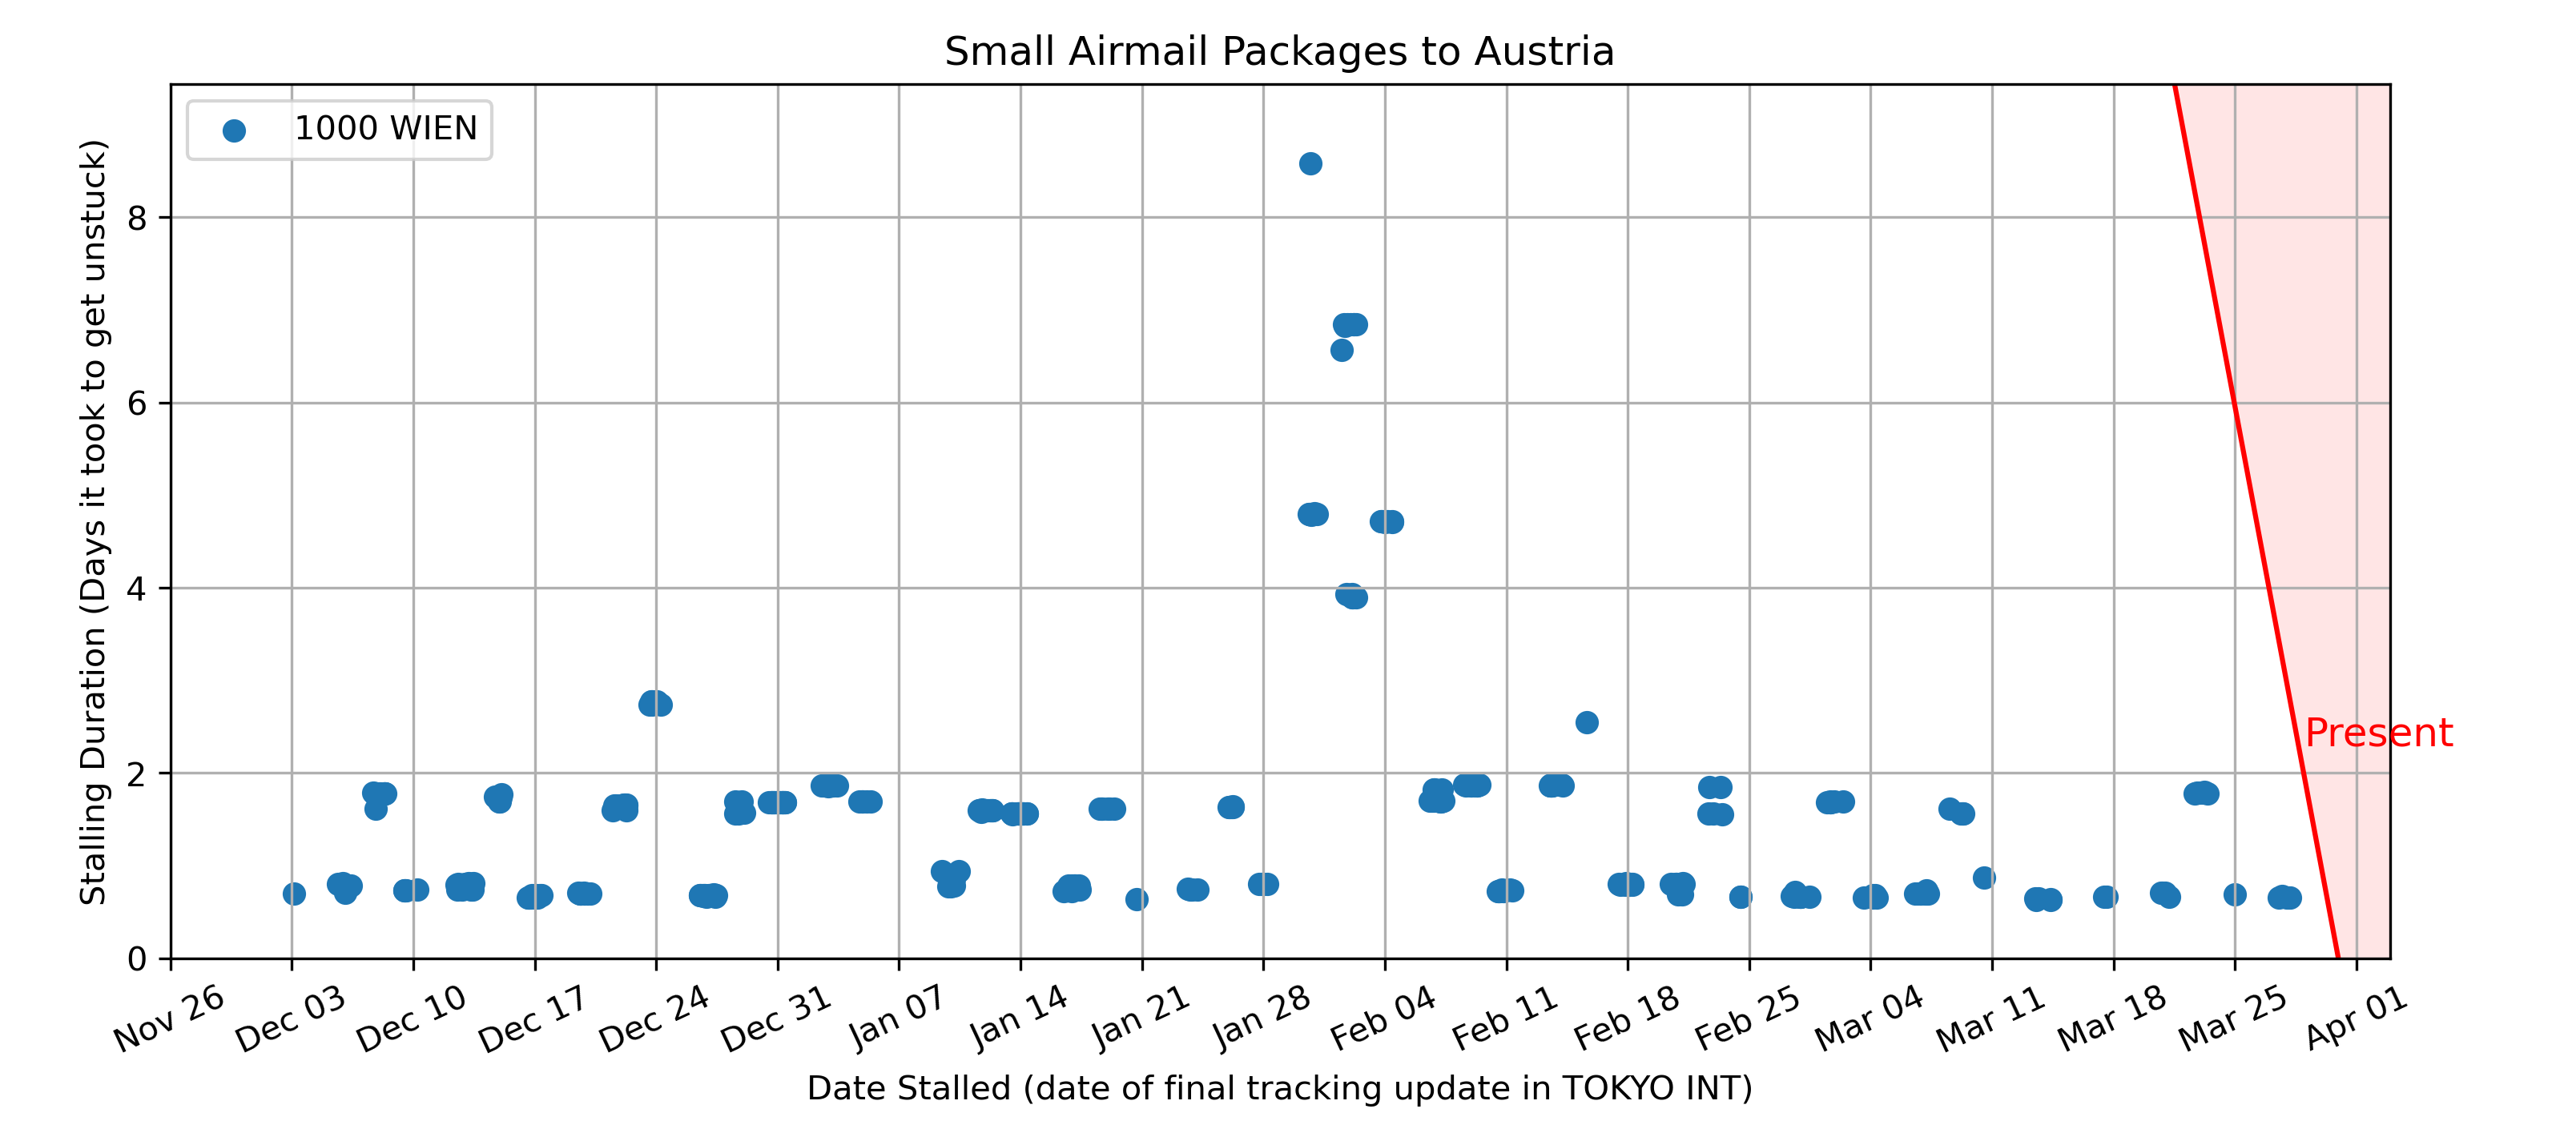 Small Airmail Packages to Austria
1000 WIEN
Stalling Duration (Days it took to get unstuck)
8
6
4
2
0
Present
Nov 26
Dec 03
Dec 10
Dec 17
Dec 24
Dec 31
Jan 07
Jan 14
Jan 21
Jan 28
Feb 04
Feb 11
Feb 18
Feb 25
Mar 04
Mar 11
Mar 18
Mar 25
Apr 01
Date Stalled (date of final tracking update in TOKYO INT)